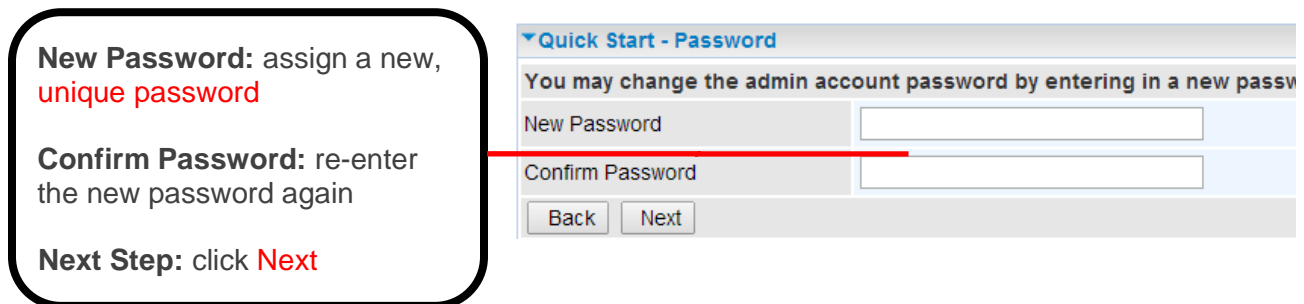 New Password: assign a new,
unique password
Confirm Password: re-enter
the new password again
Next Step: click Next
Quick Start - Password
You may change the admin account password by entering in a new
New Password
Confirm Password
Back Next